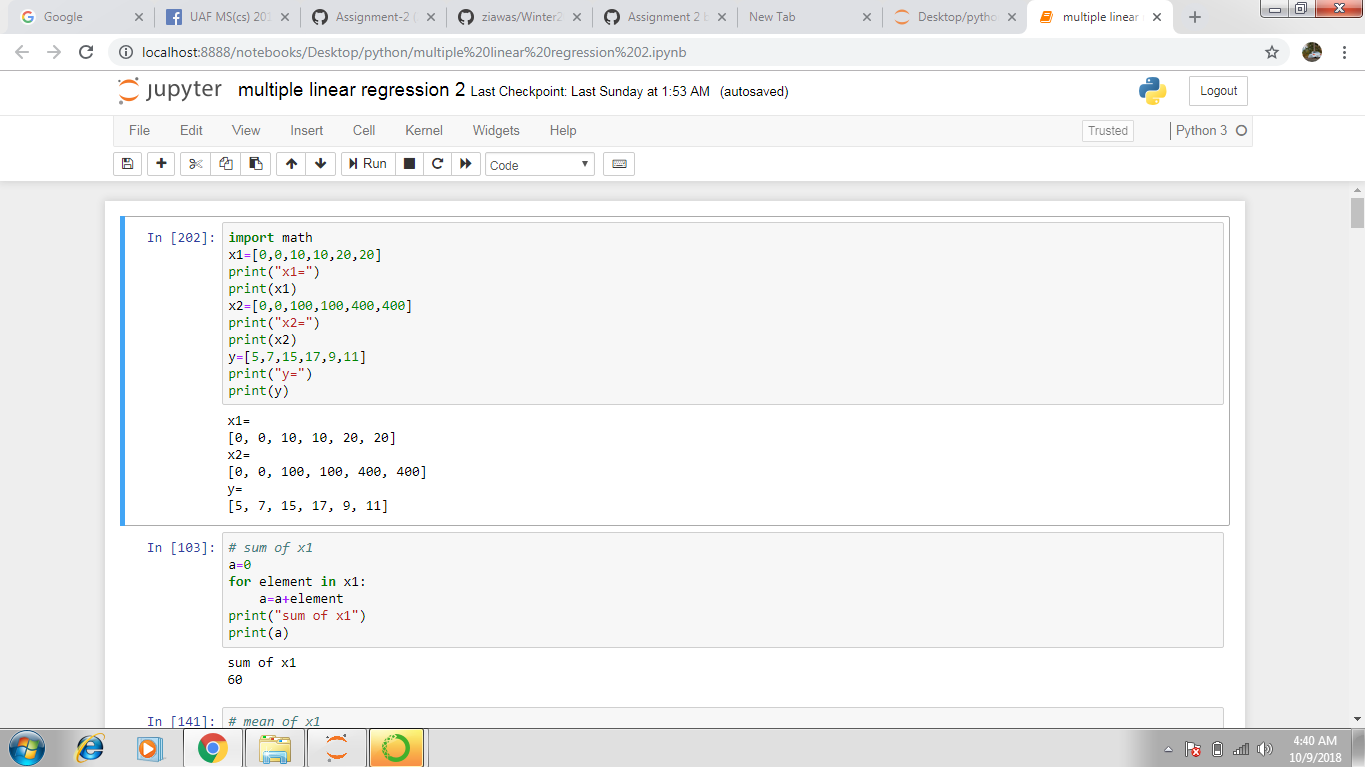 Google
UAF MS(cs) 201
Assignment-2 (
ziawas/Winter2
Assignment 2 b
New Tab
Desktop/pytho
multiple linear
localhost:8888/notebooks/Desktop/python/multiple%20linear%20regression%202.ipynb
jupyter multiple linear regression 2 Last Checkpoint: Last Sunday at 1:53 AM (autosaved)
Logout
File Edit View Insert Cell Kernel Widgets Help
Trusted
Python 3
Run
Code
In [202]:
import math
x1=[0,0,10,10,20,20]
print("x1=")
print(x1)
x2=[0,0,100,100,400,400]
print("x2=")
print(x2)
y=[5,7,15,17,9,11]
print("y=")
print(y)
x1=
[0, 0, 10, 10, 20, 20]
x2=
[0, 0, 100, 100, 400, 400]
y=
[5, 7, 15, 17, 9, 11]
In [103]:
# sum of x1
a=0
for element in x1:
    a=a+element
print("sum of x1")
print(a)
sum of x1
60
In [141]:
# mean of x1
4:40 AM
10/9/2018